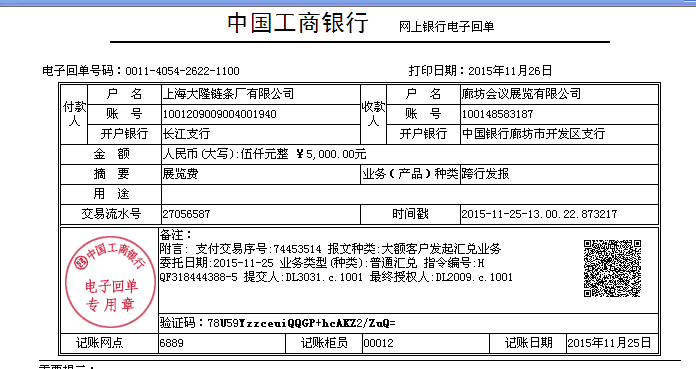 中国工商银行 网上银行电子回单
电子回单号码：0011-4054-2622-1100 打印日期：2015年11月26日
付款人 户 名 上海大隆链条厂有限公司 收款人 户 名 廊坊会议展览有限公司
账 号 1001209009004001940 账 号 100148583187
开户银行 长江支行 开户银行 中国银行廊坊市开发区支行
金 额 人民币(大写):伍仟元整 ￥5,000.00元
摘 要 展览费 业务(产品)种类 跨行发报
用 途
交易流水号 27056587 时间戳 2015-11-25-13.00.22.873217
中国工商银行
电子回单
专用章
备注：
附言: 支付交易序号:74453514 报文种类:大额客户发起汇兑业务
委托日期:2015-11-25 业务类型(种类):普通汇兑 指令编号:H
QF318444388-5 提交人:DL3031.c.1001 最终授权人:DL2009.c.1001
验证码：78U59YzzceuiQQGP+hcAKZ2/ZuQ=
记账网点 6889 记账柜员 00012 记账日期 2015年11月25日